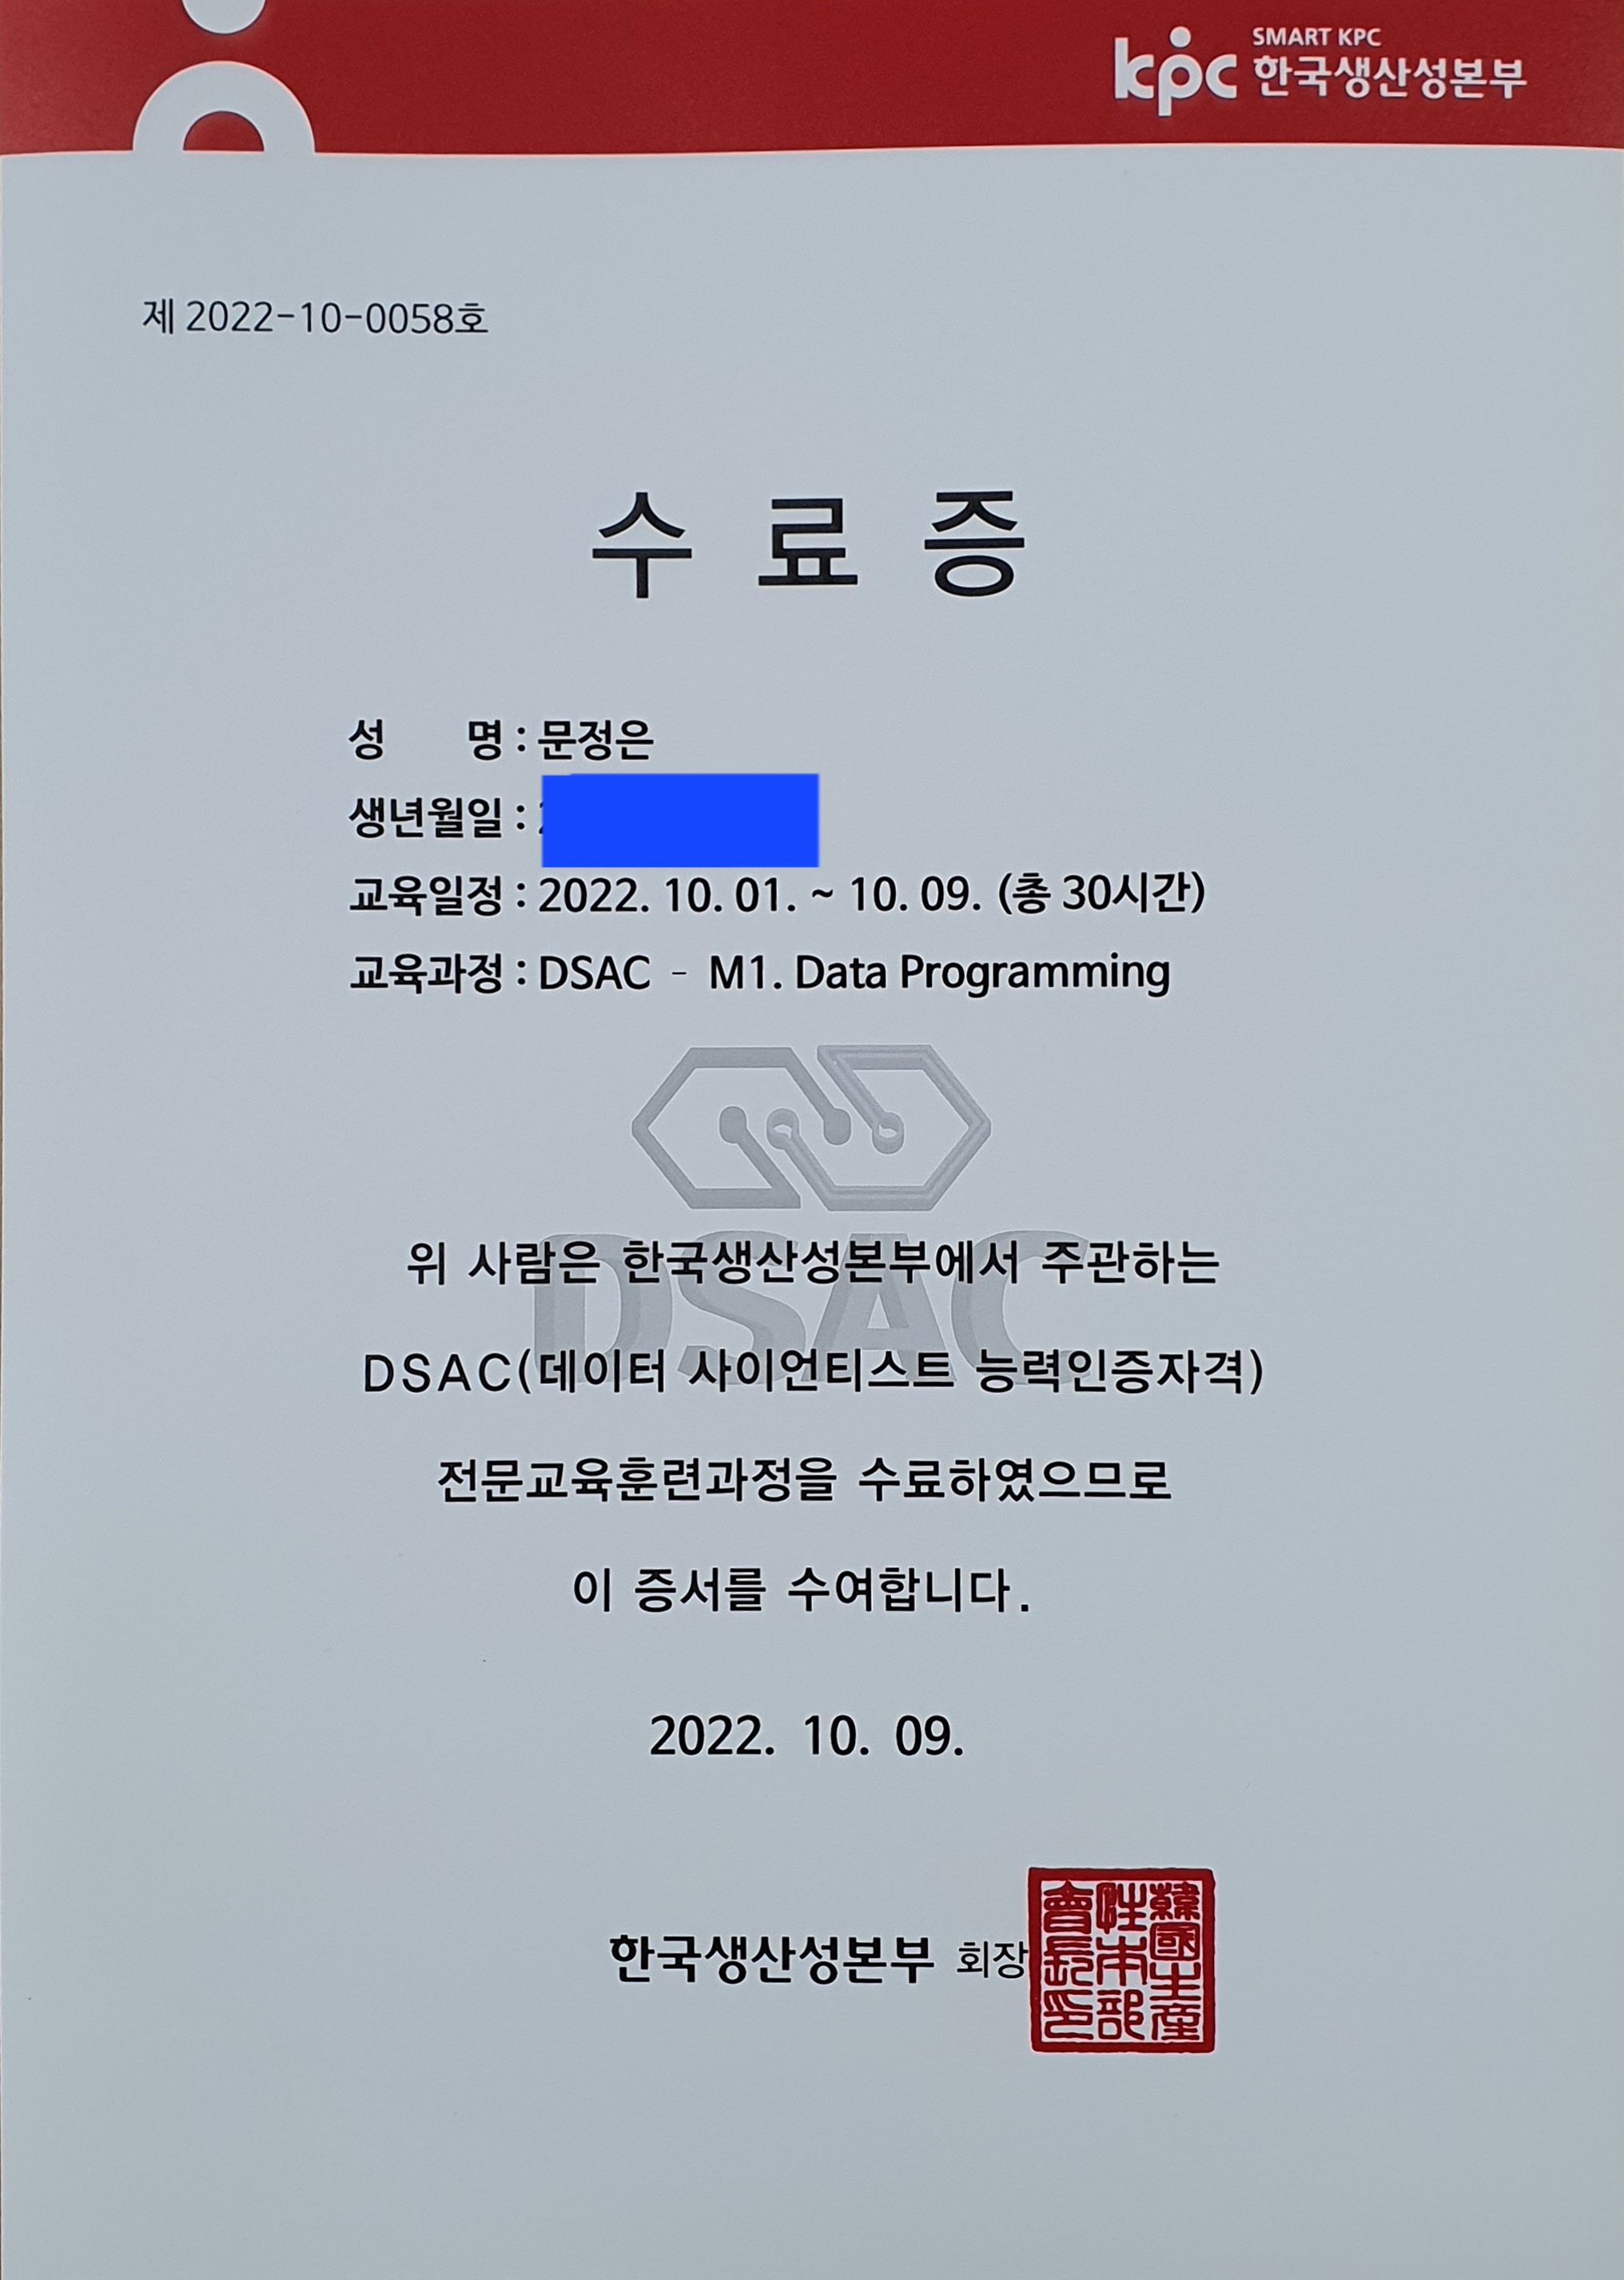 SMART KPC
kpc 한국생산성본부
제 2022-10-0058호
수 료 증
성 명 : 문정은
생년월일 :
교육일정 : 2022. 10. 01. ~ 10. 09. (총 30시간)
교육과정 : DSAC - M1. Data Programming
DSAC
위 사람은 한국생산성본부에서 주관하는
DSAC(데이터 사이언티스트 능력인증자격)
전문교육훈련과정을 수료하였으므로
이 증서를 수여합니다.
2022. 10. 09.
한국생산성본부 회장
韓國生產
性本部
會長印